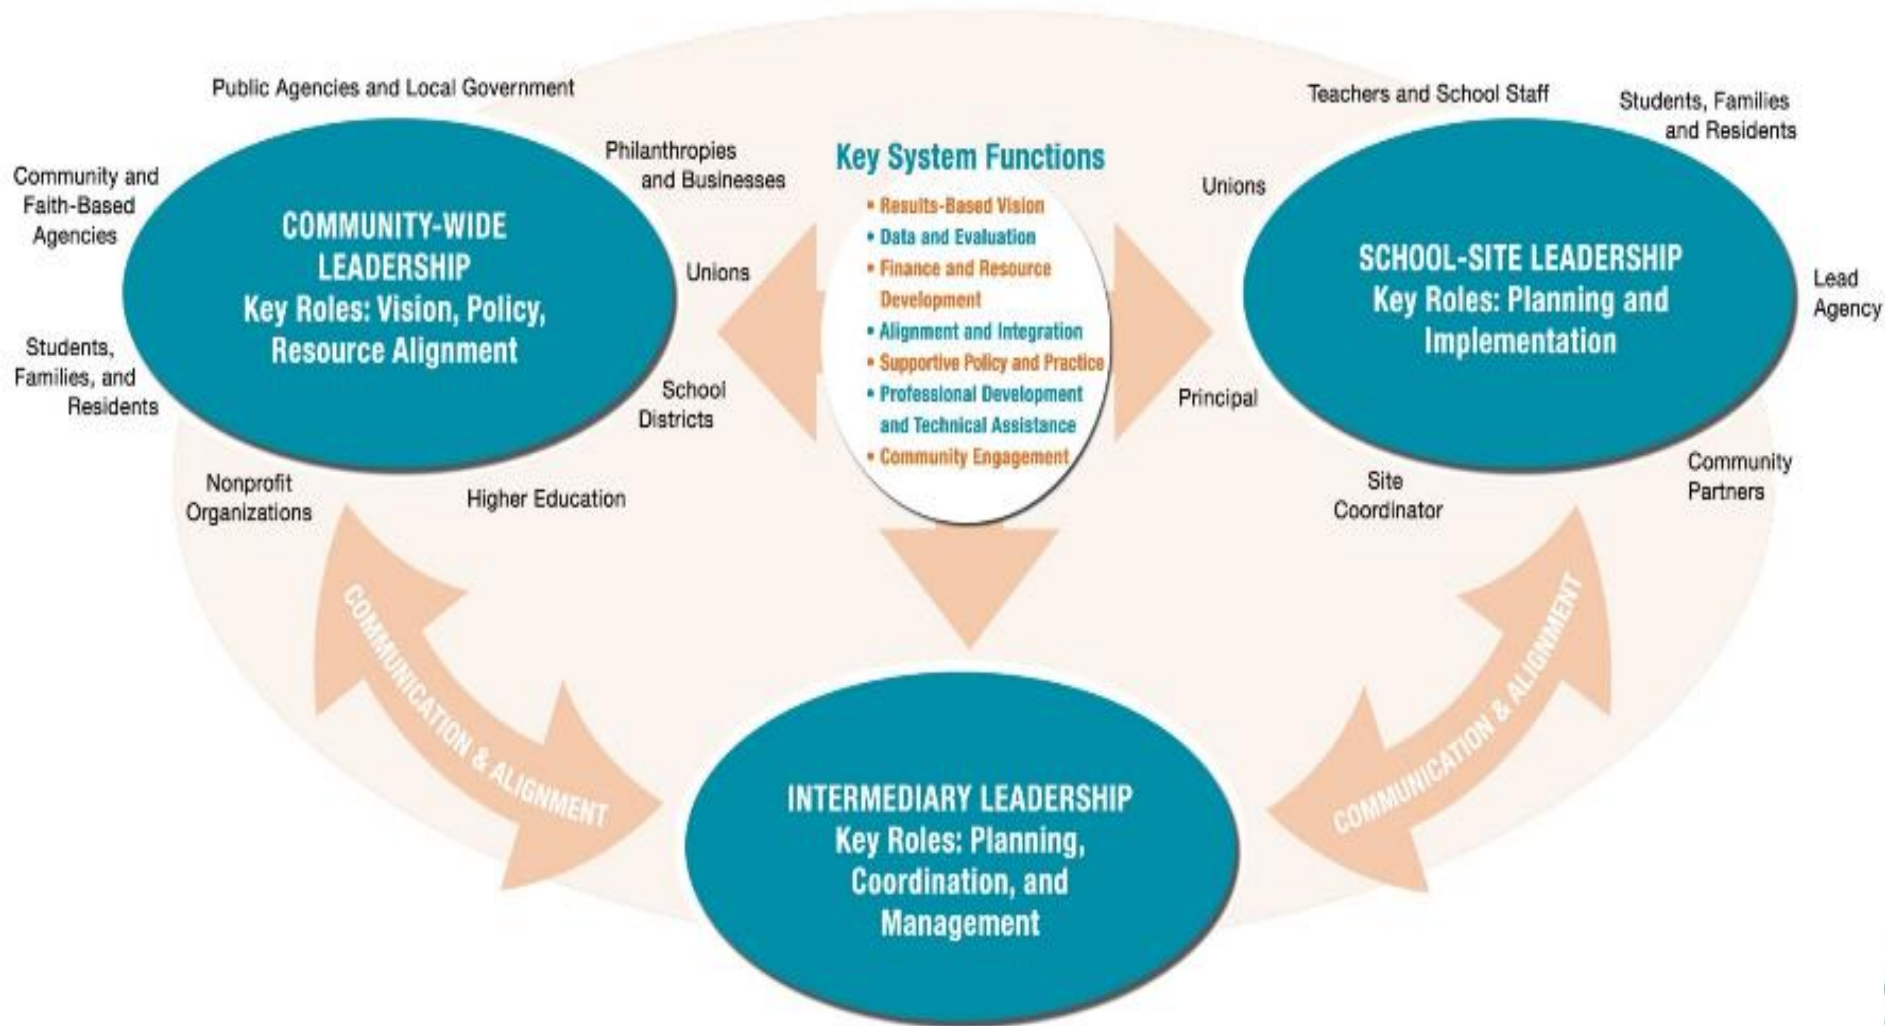 Public Agencies and Local Government
Community and
Faith-Based
Agencies
Philanthropies
and Businesses
COMMUNITY-WIDE
LEADERSHIP
Key Roles: Vision, Policy,
Resource Alignment
Unions
Students,
Families, and
Residents
School
Districts
Nonprofit
Organizations
Higher Education
Key System Functions
• Results-Based Vision
• Data and Evaluation
• Finance and Resource
Development
• Alignment and Integration
• Supportive Policy and Practice
• Professional Development
and Technical Assistance
• Community Engagement
Teachers and School Staff
Students, Families
and Residents
Unions
SCHOOL-SITE LEADERSHIP
Key Roles: Planning and
Implementation
Lead
Agency
Principal
Site
Coordinator
Community
Partners
COMMUNICATION & ALIGNMENT
COMMUNICATION & ALIGNMENT
INTERMEDIARY LEADERSHIP
Key Roles: Planning,
Coordination, and
Management